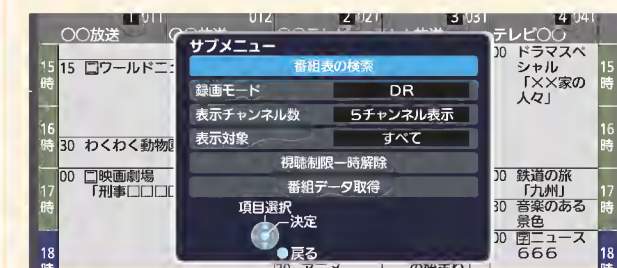 1 011 012 2 021 3 031 4 041
〇〇放送 テレビ〇〇
サブメニュー
番組表の検索
録画モード DR
表示チャンネル数 5チャンネル表示
表示対象 すべて
視聴制限一時解除
番組データ取得
項目選択
決定
戻る
15時
15 ワールドニ
16時
30 わくわく動物
17時
00 映画劇場
「刑事□□□
18
時
00 ドラマスペ
シャル
「××家の
人々」
15時
16時
00 鉄道の旅
「九州」
17時
30 音楽のある
景色
00 字ニュース
666
18
時
アニメ